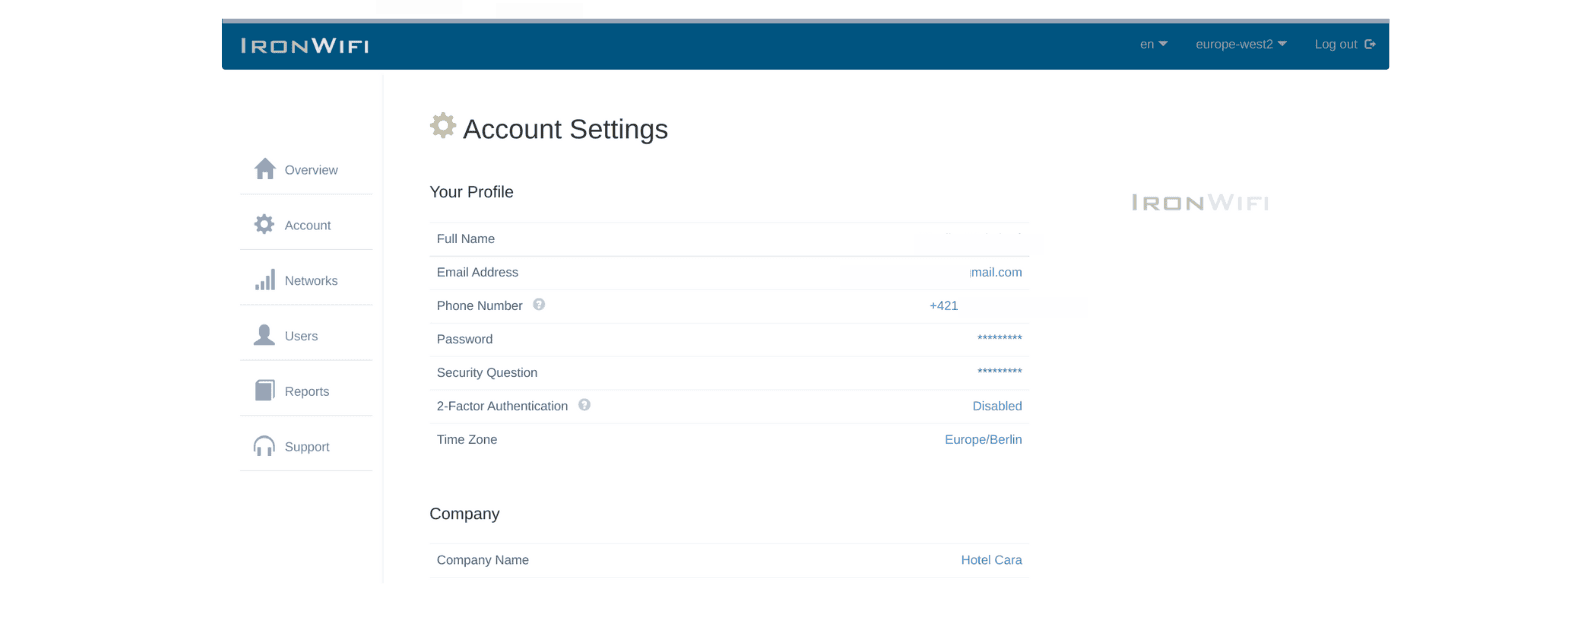 IRONWIFI
en europe-west2 Log out
Account Settings
Overview
Account
Networks
Users
Reports
Support
Your Profile
IRONWIFI
Full Name
Email Address mail.com
Phone Number +421
Password *********
Security Question *********
2-Factor Authentication Disabled
Time Zone Europe/Berlin
Company
Company Name Hotel Cara